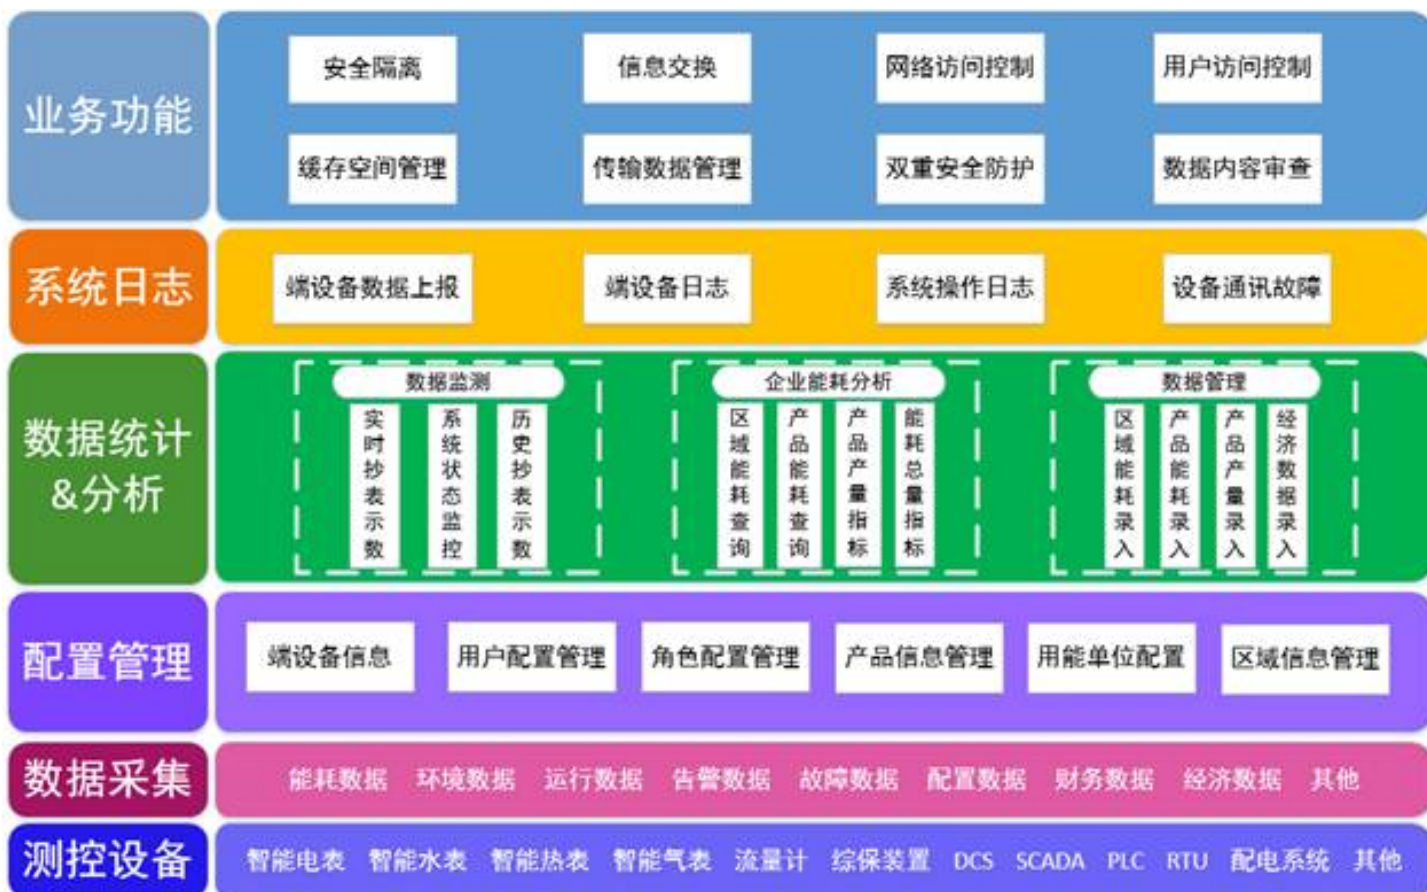 业务功能
安全隔离 信息交换 网络访问控制 用户访问控制
缓存空间管理 传输数据管理 双重安全防护 数据内容审查
系统日志
端设备数据上报 端设备日志 系统操作日志 设备通讯故障
数据统计
&分析
数据监测
实时抄表示数
系统状态监控
历史抄表示数
企业能耗分析
区域能耗查询
产品能耗查询
产品产量指标
能耗总量指标
数据管理
区域能耗录入
产品能耗录入
产品产量录入
经济数据录入
配置管理
端设备信息 用户配置管理 角色配置管理 产品信息管理 用能单位配置 区域信息管理
数据采集
能耗数据 环境数据 运行数据 告警数据 故障数据 配置数据 财务数据 经济数据 其他
测控设备
智能电表 智能水表 智能热表 智能气表 流量计 综保装置 DCS SCADA PLC RTU 配电系统 其他